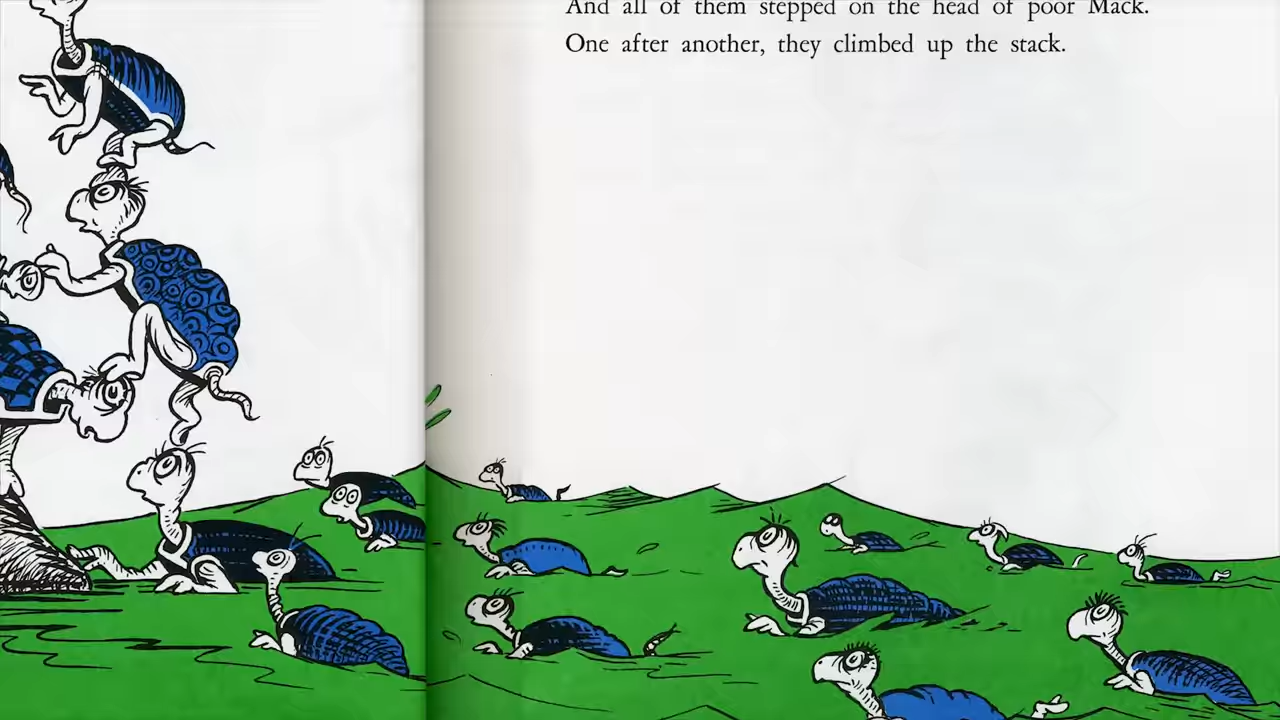 And all of them stepped on the head of poor Mack.
One after another, they climbed up the stack.